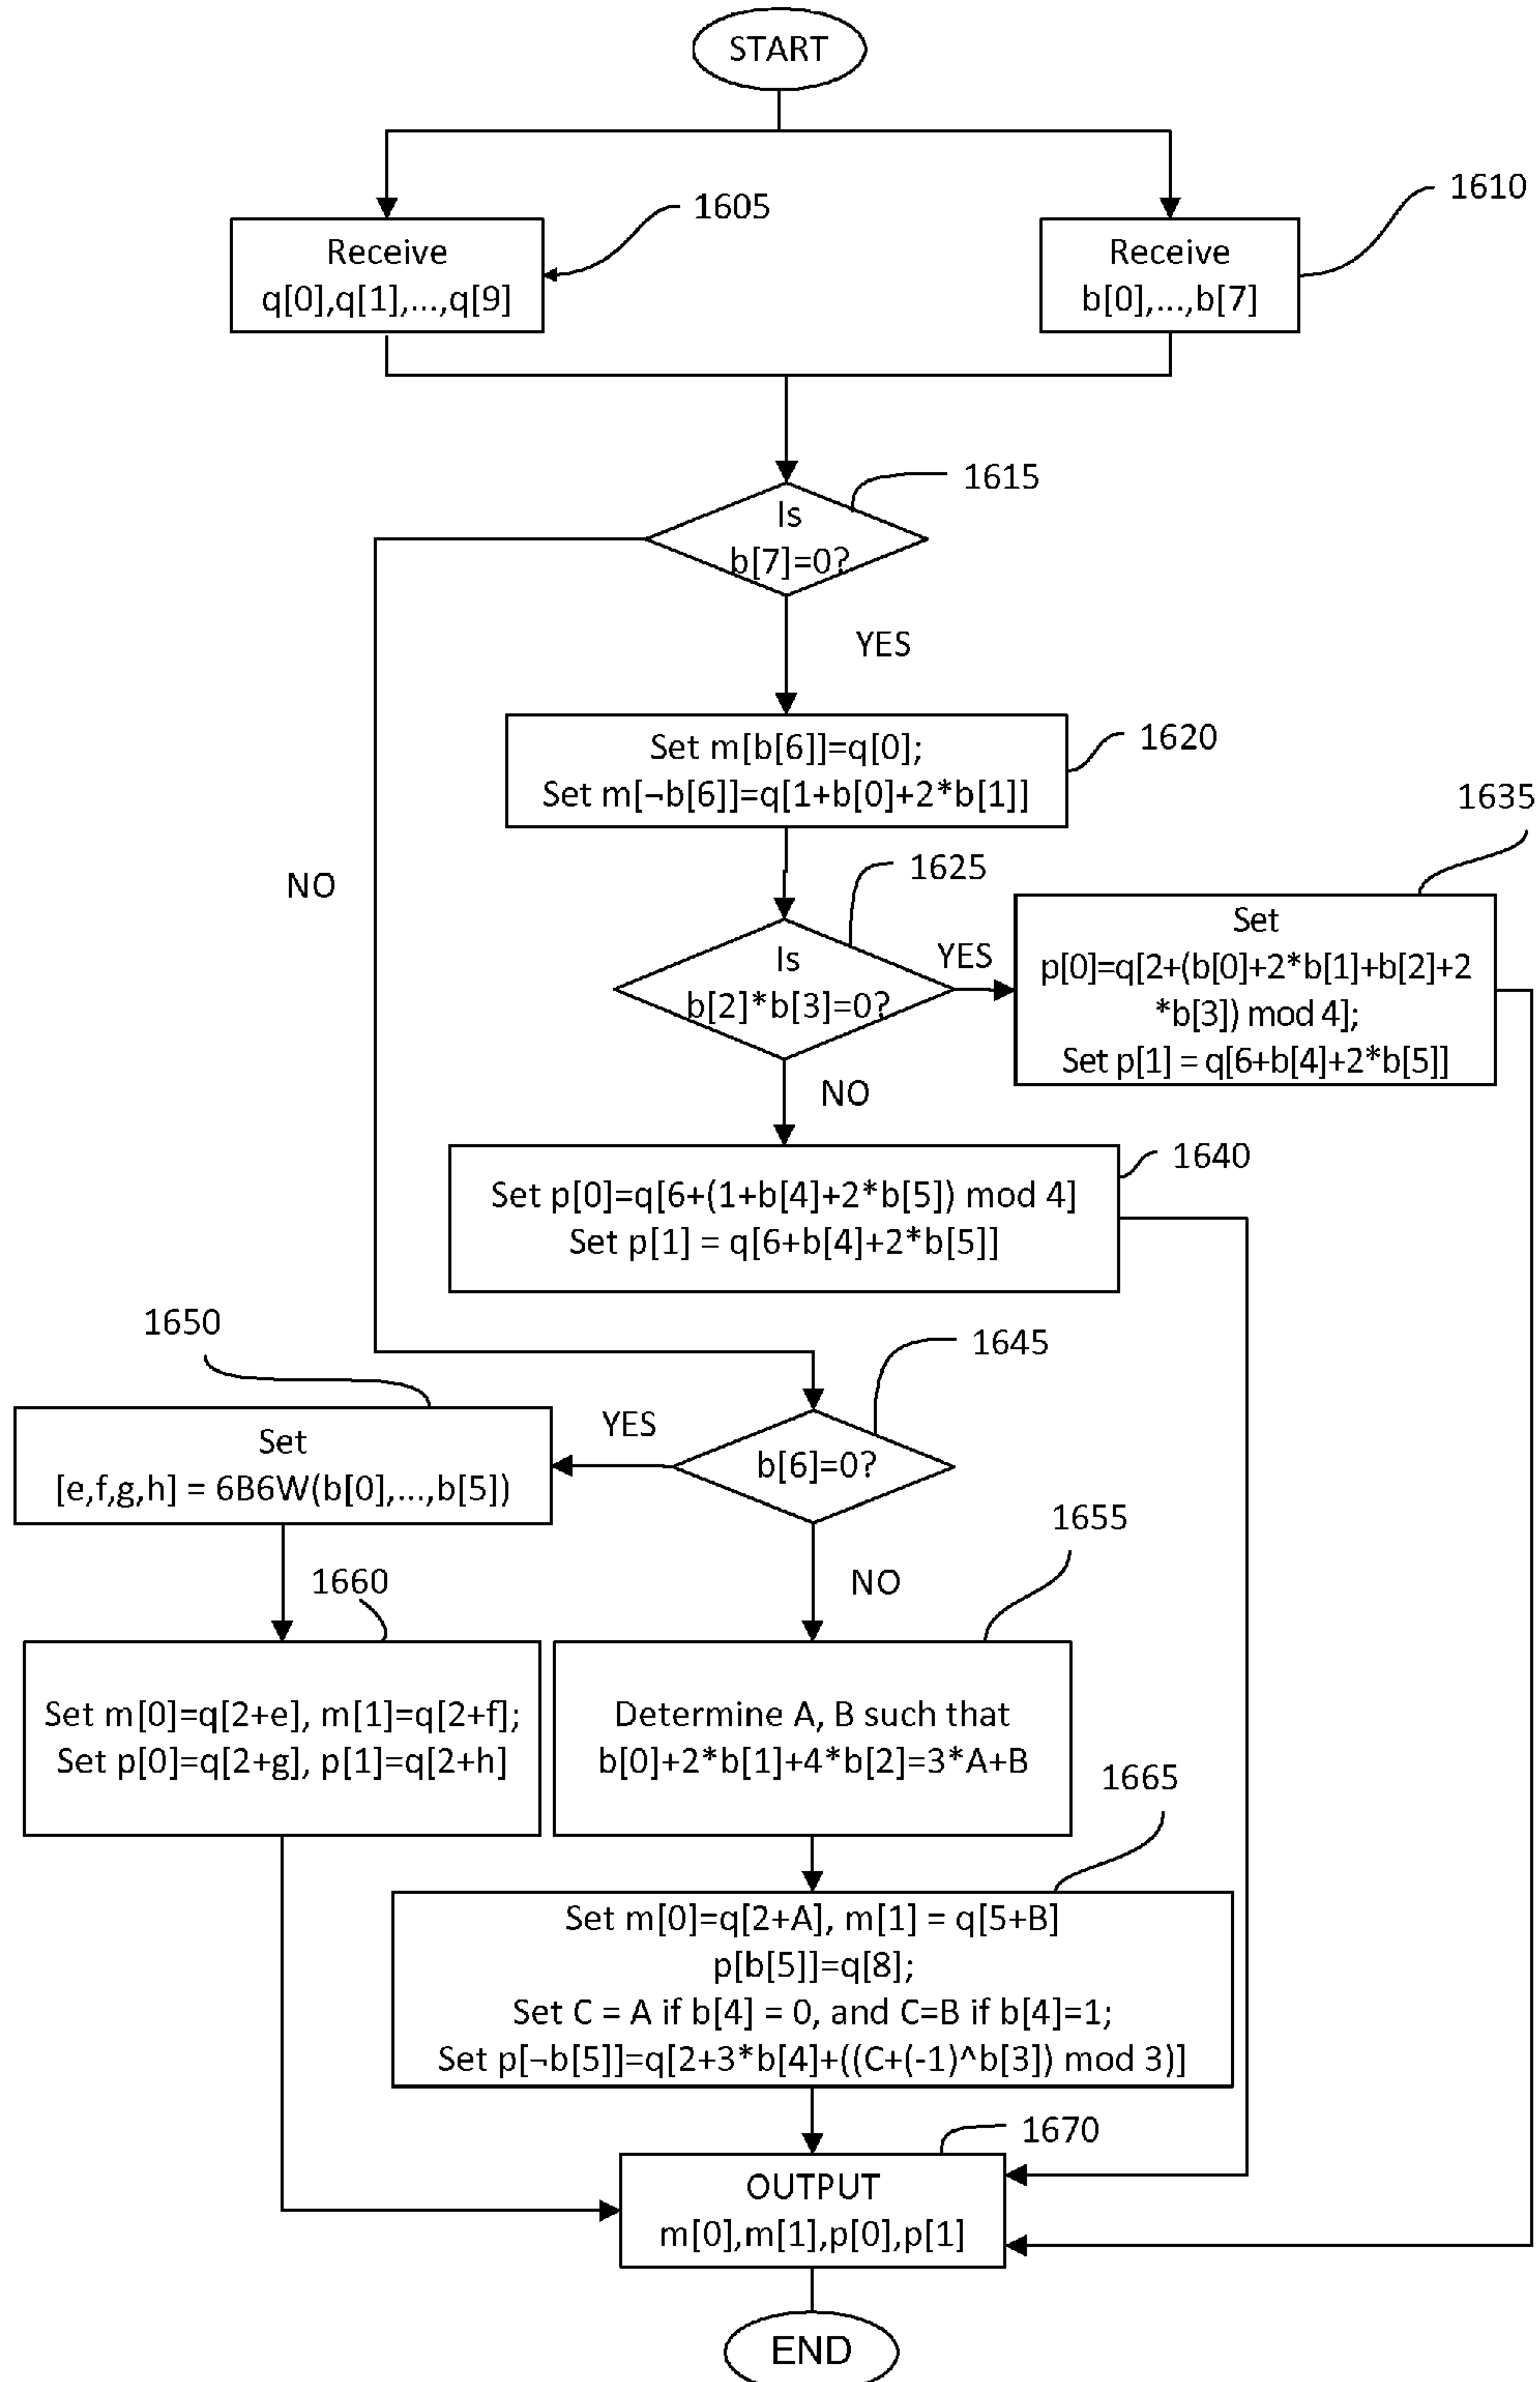 START
1605
1610
Receive
q[0],q[1],...,q[9]
Receive
b[0],...,b[7]
1615
Is
b[7]=0?
YES
NO
1620
Set m[b[6]]=q[0];
Set m[¬b[6]]=q[1+b[0]+2*b[1]]
1625
1635
Is
b[2]*b[3]=0?
YES
NO
Set
p[0]=q[2+(b[0]+2*b[1]+b[2]+2
*b[3]) mod 4];
Set p[1] = q[6+b[4]+2*b[5]]
1640
Set p[0]=q[6+(1+b[4]+2*b[5]) mod 4]
Set p[1] = q[6+b[4]+2*b[5]]
1650
1645
b[6]=0?
YES
NO
Set
[e,f,g,h] = 6B6W(b[0],...,b[5])
1655
1660
Set m[0]=q[2+e], m[1]=q[2+f];
Set p[0]=q[2+g], p[1]=q[2+h]
Determine A, B such that
b[0]+2*b[1]+4*b[2]=3*A+B
1665
Set m[0]=q[2+A], m[1] = q[5+B]
p[b[5]]=q[8];
Set C = A if b[4] = 0, and C=B if b[4]=1;
Set p[¬b[5]]=q[2+3*b[4]+((C+(-1)^b[3]) mod 3)]
1670
OUTPUT
m[0],m[1],p[0],p[1]
END